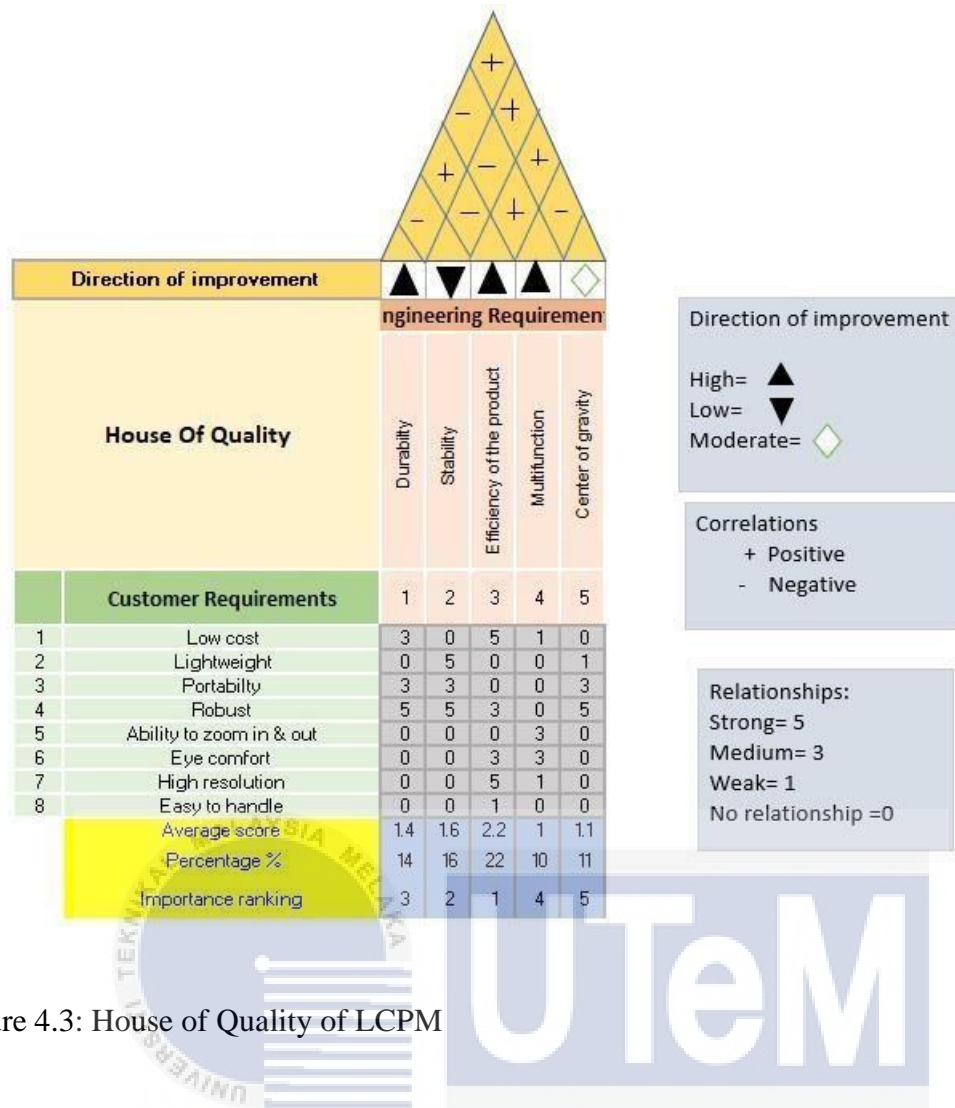 +
- +
+ - +
- - + -
Direction of improvement ▲ ▼ ▲ ▲ ◇
House Of Quality
ngineering Requiremen
Durabilty
Stability
Efficiency of the product
Multifunction
Center of gravity
Customer Requirements 1 2 3 4 5
1 Low cost 3 0 5 1 0
2 Lightweight 0 5 0 0 1
3 Portabilty 3 3 0 0 3
4 Robust 5 5 3 0 5
5 Ability to zoom in & out 0 0 0 3 0
6 Eye comfort 0 0 3 3 0
7 High resolution 0 0 5 1 0
8 Easy to handle 0 0 1 0 0
Average score 1.4 1.6 2.2 1 1.1
Percentage % 14 16 22 10 11
Importance ranking 3 2 1 4 5
Direction of improvement
High= ▲
Low= ▼
Moderate= ◇
Correlations
+ Positive
- Negative
Relationships:
Strong= 5
Medium= 3
Weak= 1
No relationship =0
UTeM
re 4.3: House of Quality of LCPM